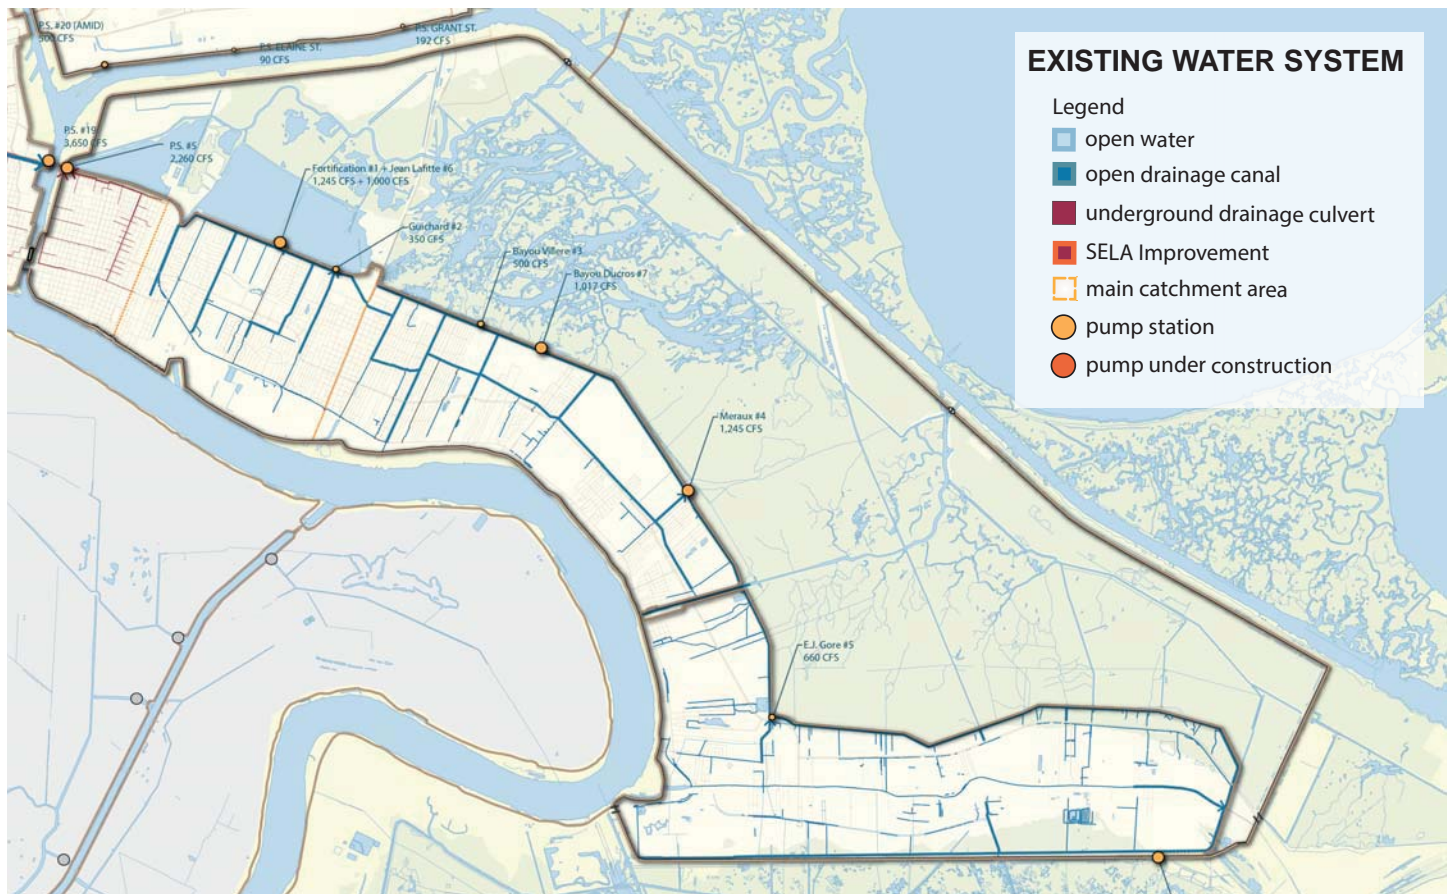 P.S. #20 (AMID)
500 CFS
P.S. ELAINE ST.
90 CFS
P.S. GRANT ST.
192 CFS
P.S. #19
3,650 CFS
P.S. #5
2,260 CFS
Fortification #1 + Jean Lafitte #6
1,245 CFS + 1,000 CFS
Guichard #2
350 CFS
Bayou Villere #3
500 CFS
Bayou Ducros #7
1,017 CFS
Meraux #4
1,245 CFS
E.J. Gore #5
660 CFS
EXISTING WATER SYSTEM
Legend
open water
open drainage canal
underground drainage culvert
SELA Improvement
main catchment area
pump station
pump under construction